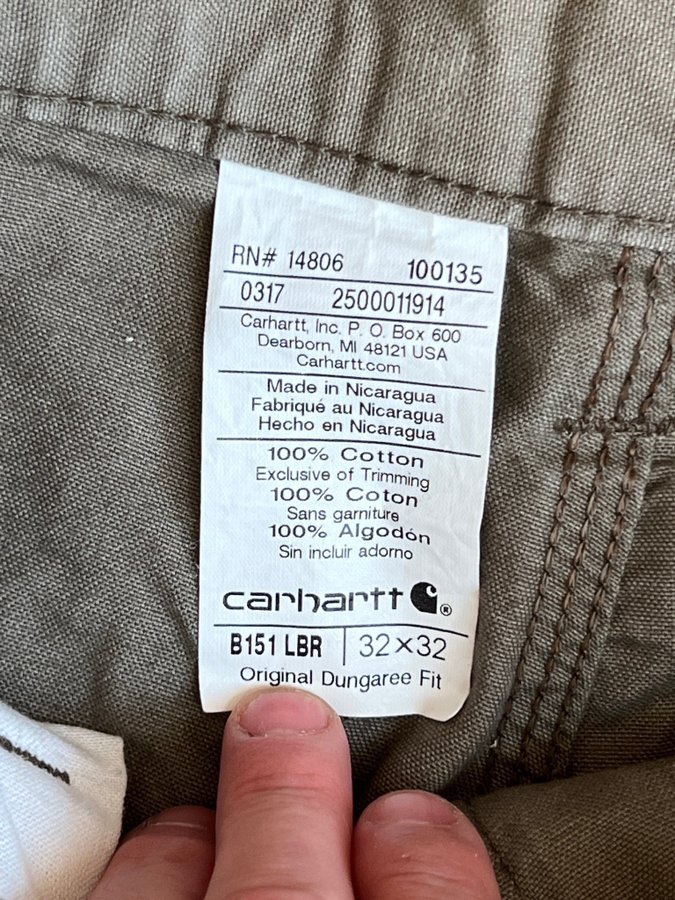 RN# 14806 100135
0317 2500011914
Carhartt, Inc. P. O. Box 600
Dearborn, MI 48121 USA
Carhartt.com
Made in Nicaragua
Fabriqué au Nicaragua
Hecho en Nicaragua
100% Cotton
Exclusive of Trimming
100% Coton
Sans garniture
100% Algodón
Sin incluir adorno
carhartt ®
B151 LBR 32×32
Original Dungaree Fit